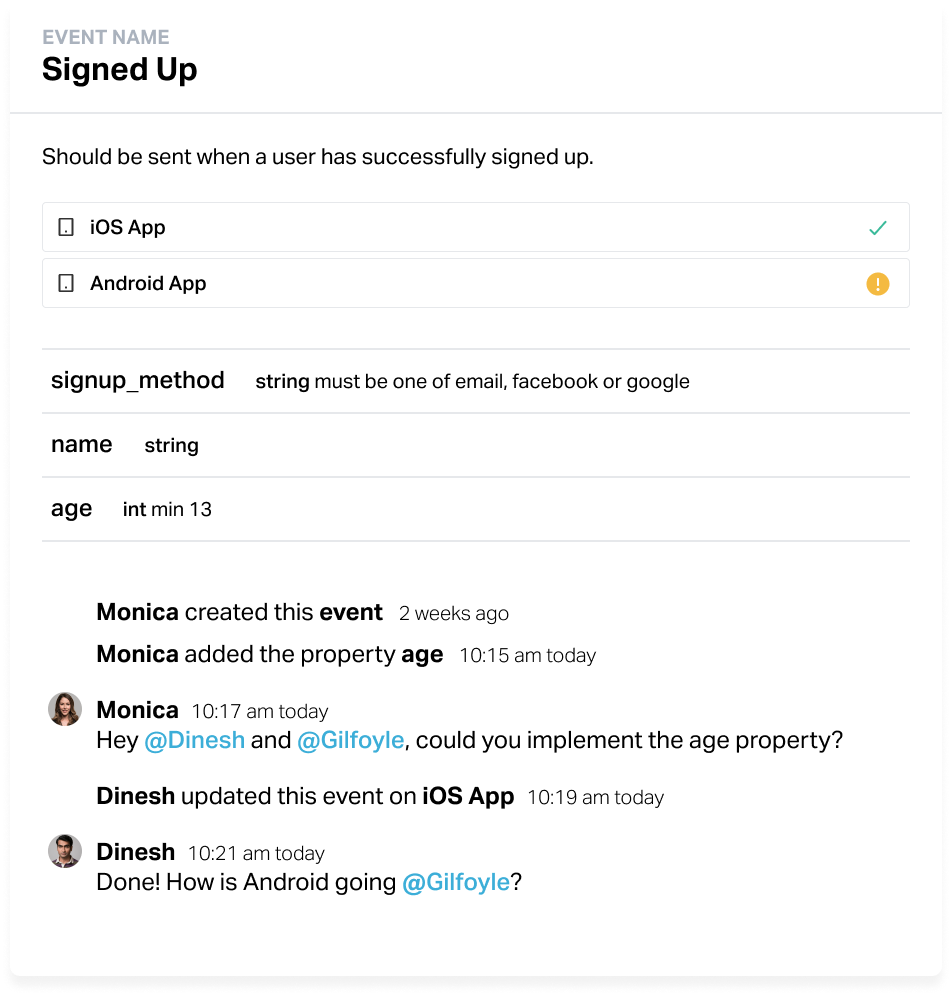 EVENT NAME
Signed Up
Should be sent when a user has successfully signed up.
iOS App
Android App
signup_method string must be one of email, facebook or google
name string
age int min 13
Monica created this event 2 weeks ago
Monica added the property age 10:15 am today
Monica 10:17 am today
Hey @Dinesh and @Gilfoyle, could you implement the age property?
Dinesh updated this event on iOS App 10:19 am today
Dinesh 10:21 am today
Done! How is Android going @Gilfoyle?